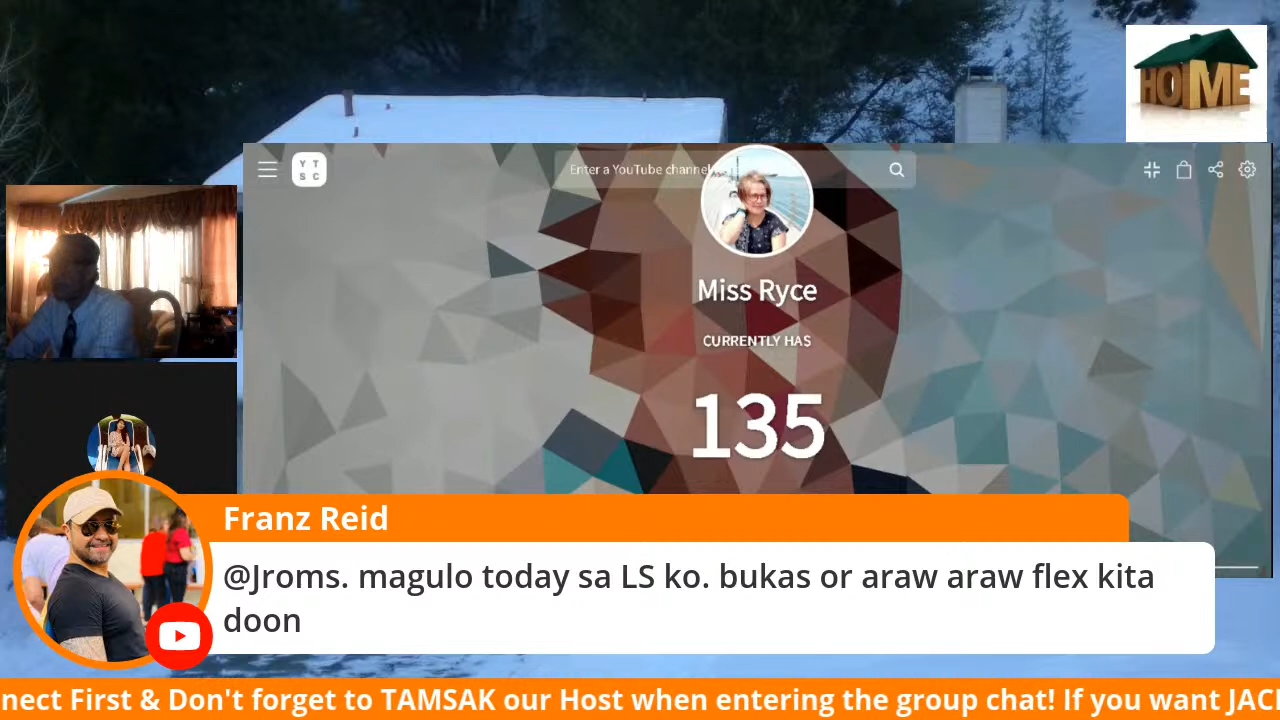 HOME
YT
SC
Enter a YouTube channel
Miss Ryce
CURRENTLY HAS
135
Franz Reid
@Jroms. magulo today sa LS ko. bukas or araw araw flex kita
doon
nect First & Don't forget to TAMSAK our Host when entering the group chat! If you want